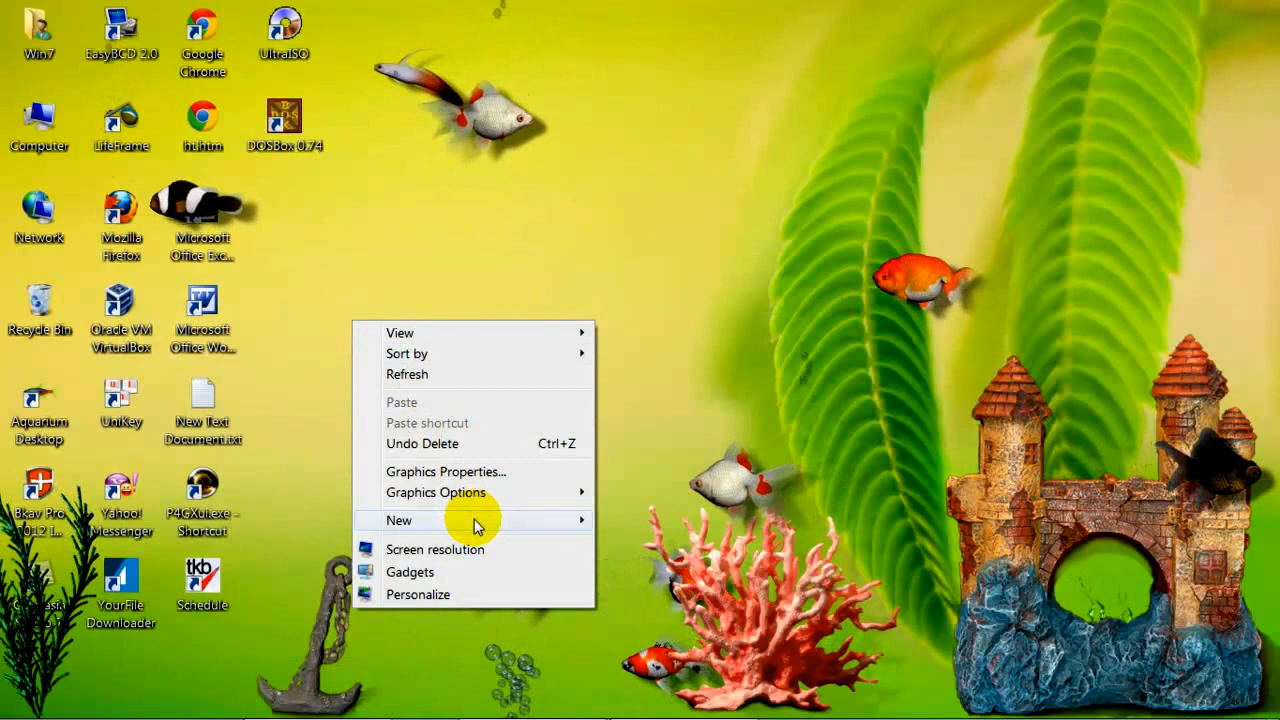 Win7
EasyBCD 2.0
Google
Chrome
UltraISO
Computer
LifeFrame
ht.htm
DOSBox 0.74
Network
Mozilla
Firefox
Microsoft
Office Exc...
Recycle Bin
Oracle VM
VirtualBox
Microsoft
Office Wo...
Aquarium
Desktop
UniKey
New Text
Document.txt
Bkav Pro
2012 I...
Yahoo!
Messenger
P4GXui.exe -
Shortcut
YourFile
Downloader
tkb
Schedule
View
Sort by
Refresh
Paste
Paste shortcut
Undo Delete Ctrl+Z
Graphics Properties...
Graphics Options
New
Screen resolution
Gadgets
Personalize